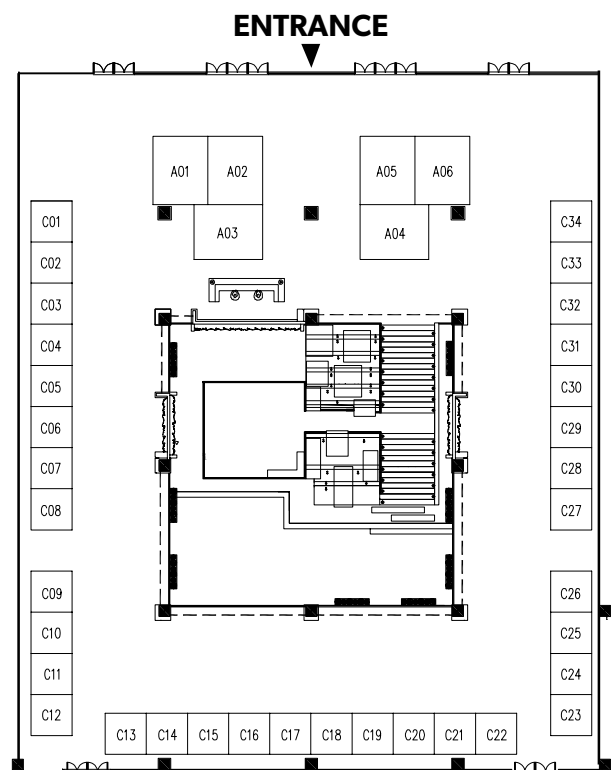 ENTRANCE
A01 A02 A05 A06
C01 C34
A03 A04
C02 C33
C03 C32
C04 C31
C05 C30
C06 C29
C07 C28
C08 C27
C09 C26
C10 C25
C11 C24
C12 C23
C13 C14 C15 C16 C17 C18 C19 C20 C21 C22